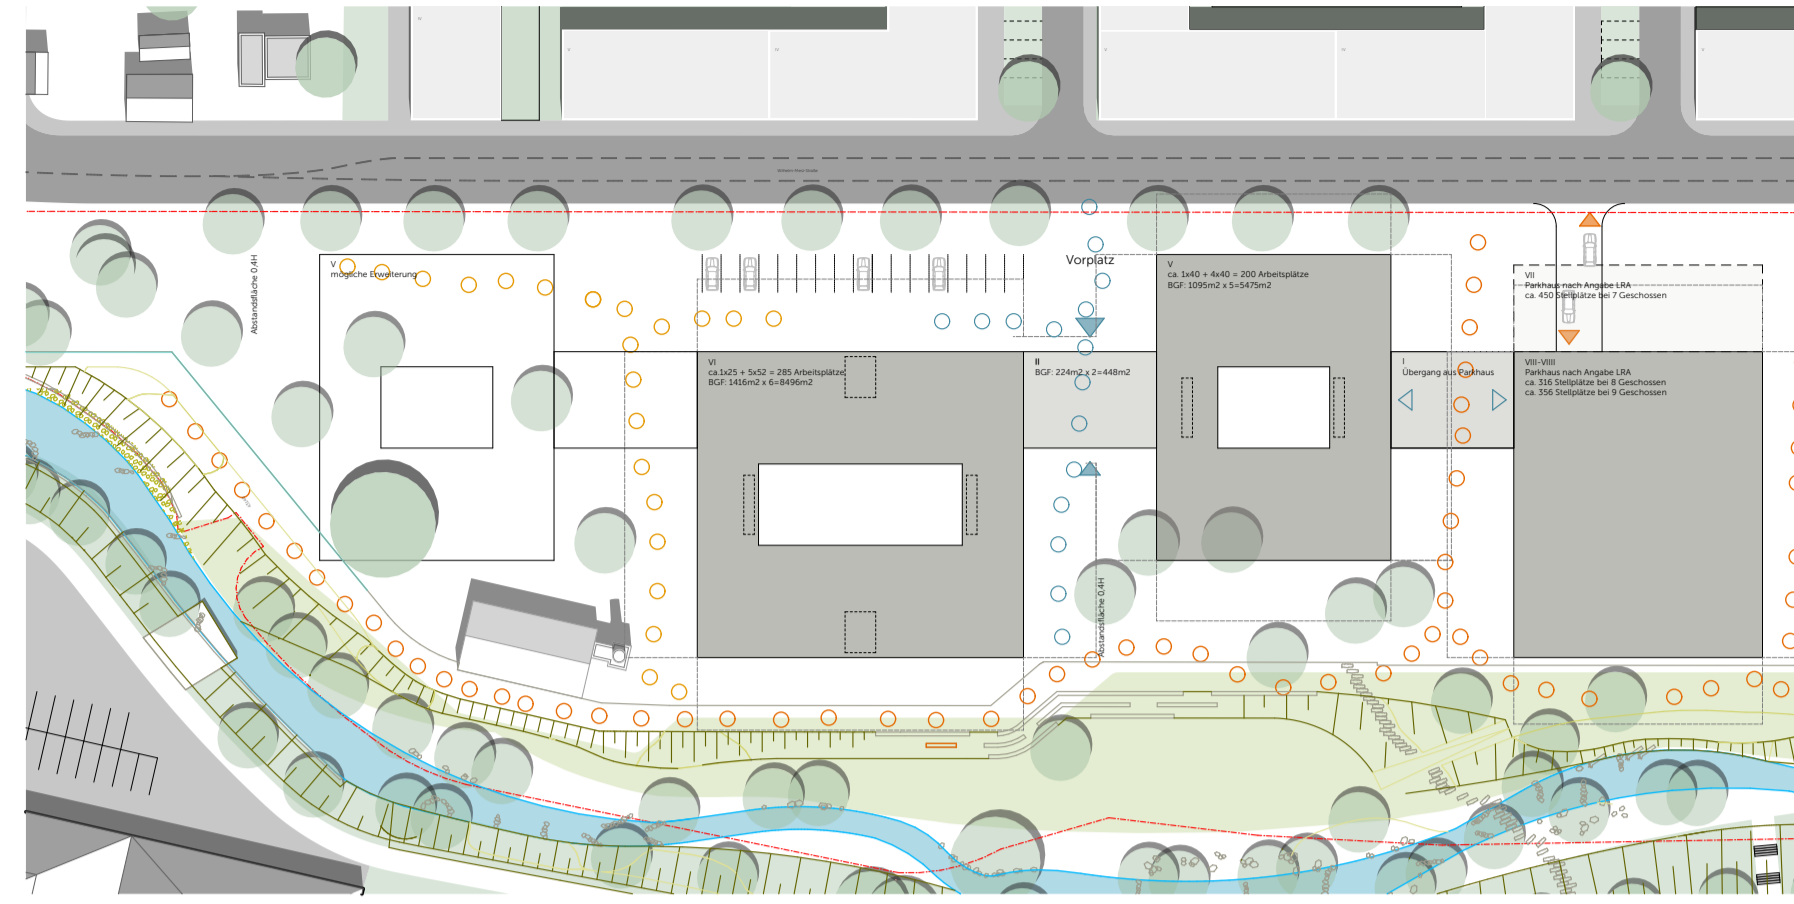 Wilhelm-Maisl-Straße
Abstandsfläche 0,4H
V
mögliche Erweiterung
Vorplatz
V
ca. 1x40 + 4x40 = 200 Arbeitsplätze
BGF: 1095m2 x 5=5475m2
VII
Parkhaus nach Angabe LRA
ca. 450 Stellplätze bei 7 Geschossen
VI
ca.1x25 + 5x52 = 285 Arbeitsplätze
BGF: 1416m2 x 6=8496m2
II
BGF: 224m2 x 2=448m2
I
Übergang aus Parkhaus
VIII-VIIII
Parkhaus nach Angabe LRA
ca. 316 Stellplätze bei 8 Geschossen
ca. 356 Stellplätze bei 9 Geschossen
Abstandsfläche 0,4H